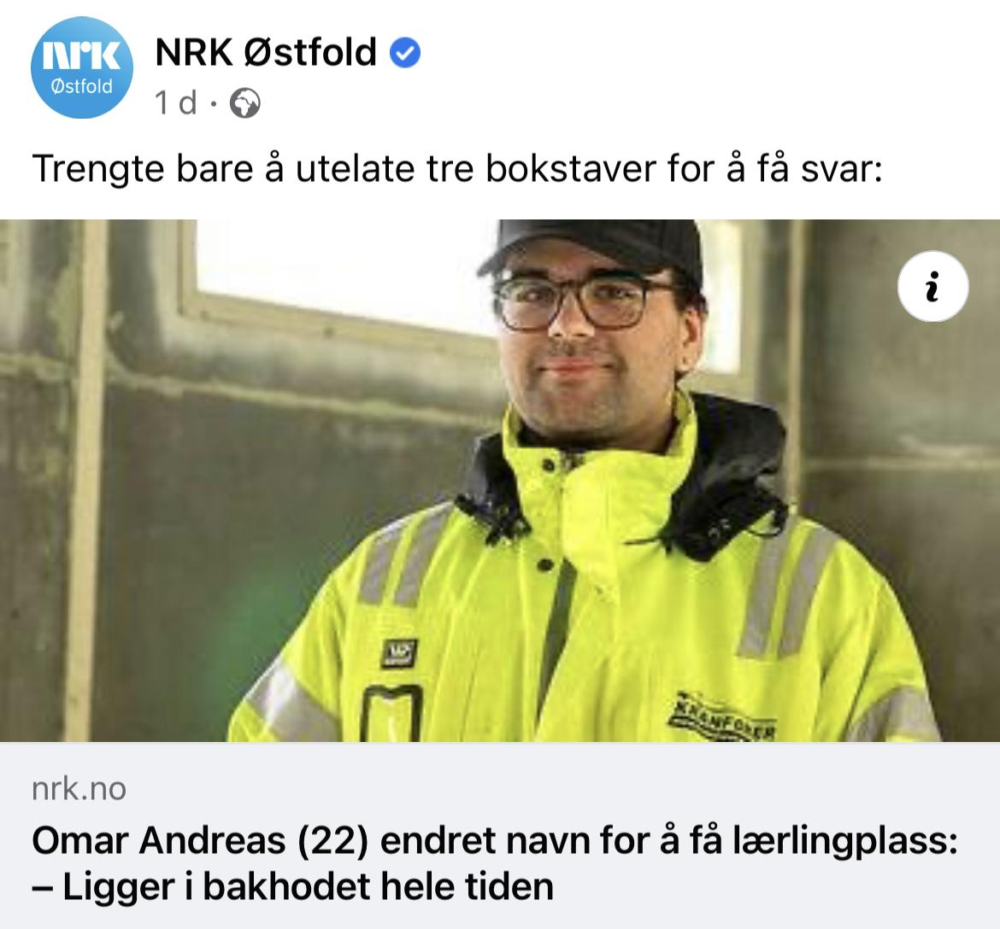 nrk
Østfold
NRK Østfold
1 d ·
Trengte bare å utelate tre bokstaver for å få svar:
i
nrk.no
Omar Andreas (22) endret navn for å få lærlingplass:
– Ligger i bakhodet hele tiden